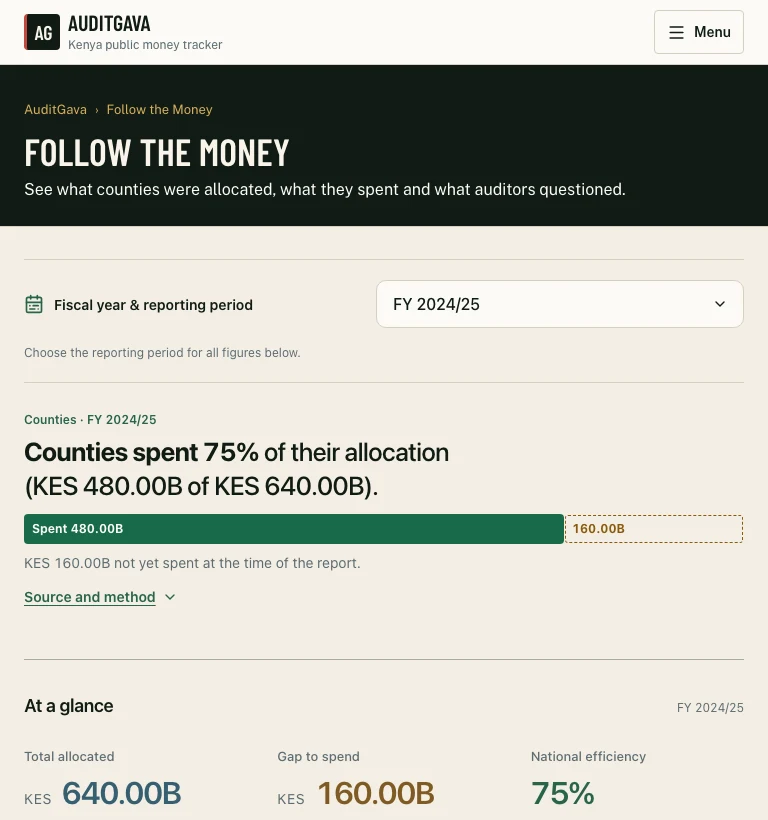 AG
AUDITGAVA
Kenya public money tracker
Menu
AuditGava › Follow the Money
FOLLOW THE MONEY
See what counties were allocated, what they spent and what auditors questioned.
Fiscal year & reporting period
FY 2024/25
Choose the reporting period for all figures below.
Counties · FY 2024/25
Counties spent 75% of their allocation
(KES 480.00B of KES 640.00B).
Spent 480.00B
160.00B
KES 160.00B not yet spent at the time of the report.
Source and method
At a glance
FY 2024/25
Total allocated
KES 640.00B
Gap to spend
KES 160.00B
National efficiency
75%